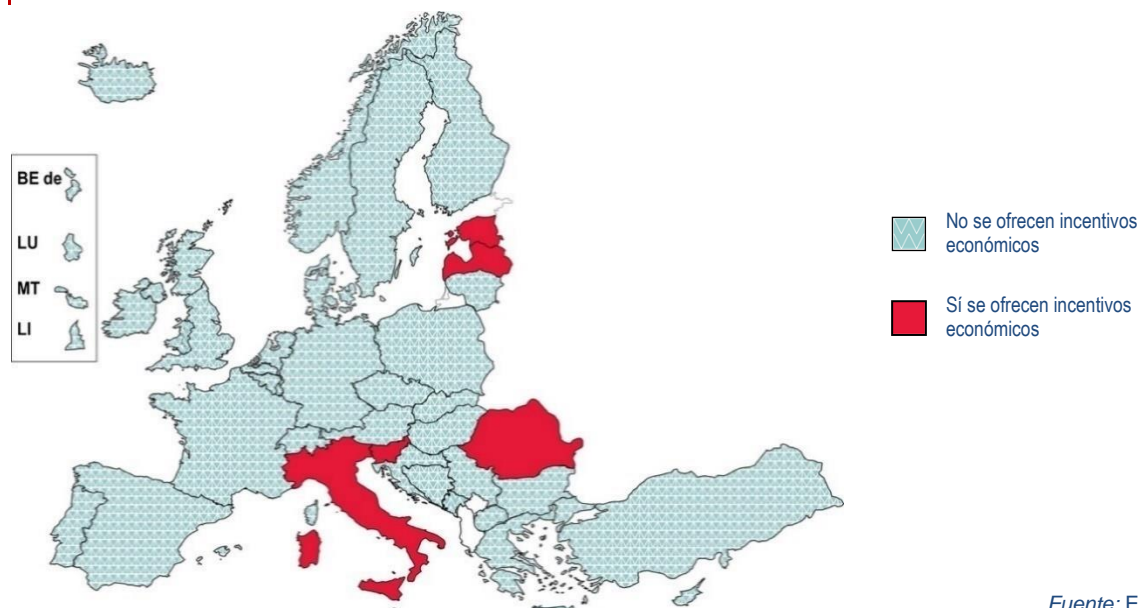 BE de
LU
MT
LI
No se ofrecen incentivos
económicos
Sí se ofrecen incentivos
económicos
Fuente: E